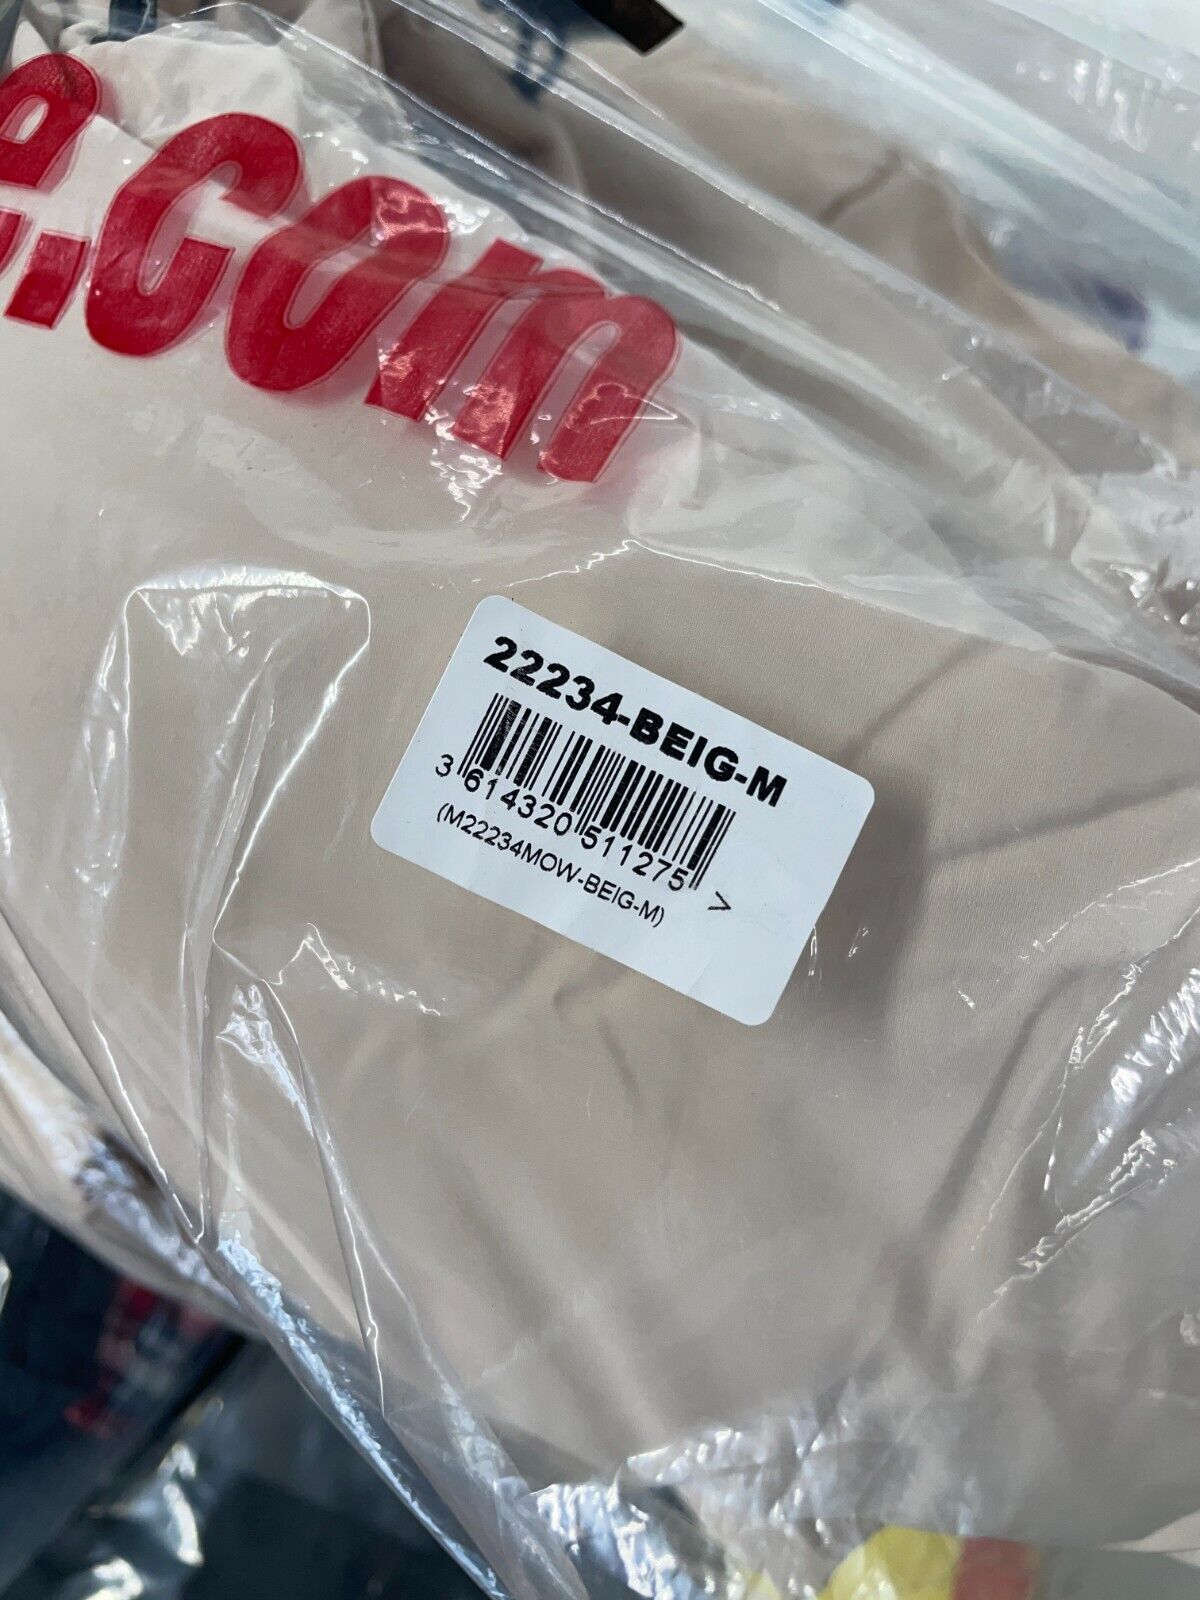 e.com
22234-BEIG-M
3 614320 511275 >
(M22234MOW-BEIG-M)